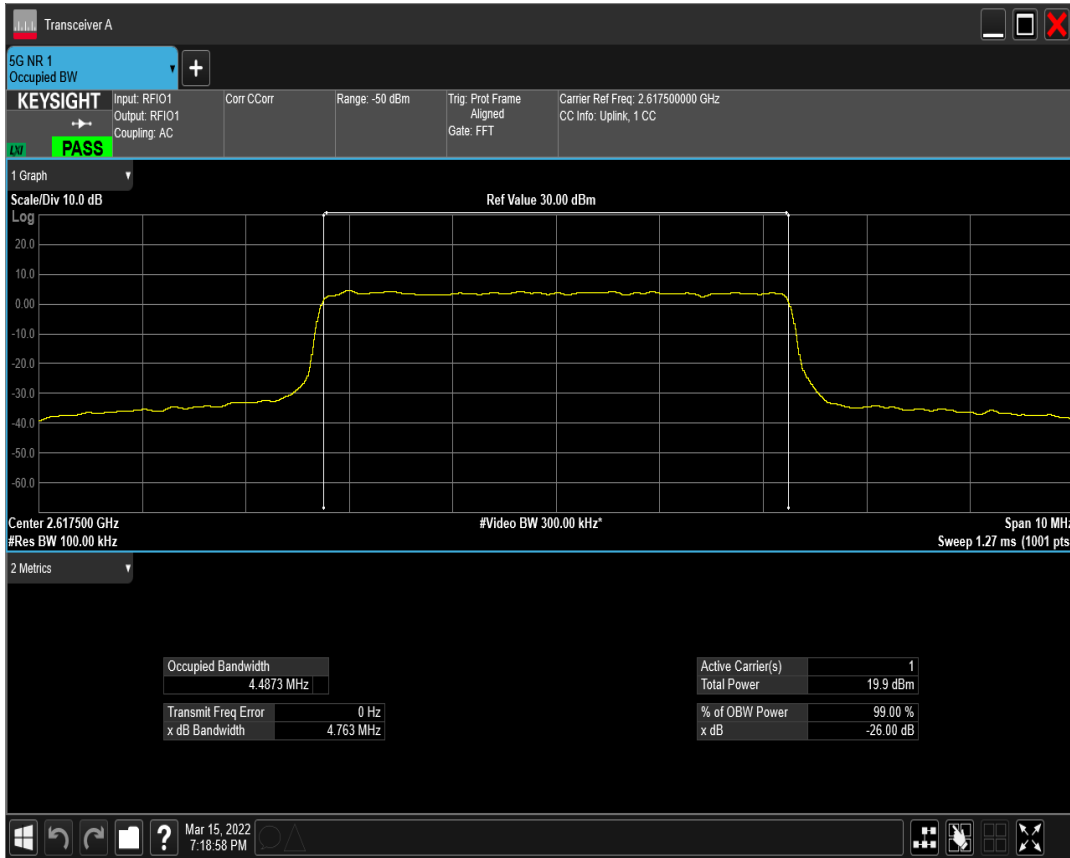 Transceiver A
5G NR 1
Occupied BW
KEYSIGHT
LXI
PASS
Input: RFIO1
Output: RFIO1
Coupling: AC
Corr CCorr
Range: -50 dBm
Trig: Prot Frame
Aligned
Gate: FFT
Carrier Ref Freq: 2.617500000 GHz
CC Info: Uplink, 1 CC
1 Graph
Scale/Div 10.0 dB
Ref Value 30.00 dBm
Log
20.0
10.0
0.00
-10.0
-20.0
-30.0
-40.0
-50.0
-60.0
Center 2.617500 GHz
#Video BW 300.00 kHz*
Span 10 MHz
#Res BW 100.00 kHz
Sweep 1.27 ms (1001 pts
2 Metrics
Occupied Bandwidth
4.4873 MHz
Transmit Freq Error 0 Hz
x dB Bandwidth 4.763 MHz
Active Carrier(s) 1
Total Power 19.9 dBm
% of OBW Power 99.00 %
x dB -26.00 dB
?
Mar 15, 2022
7:18:58 PM